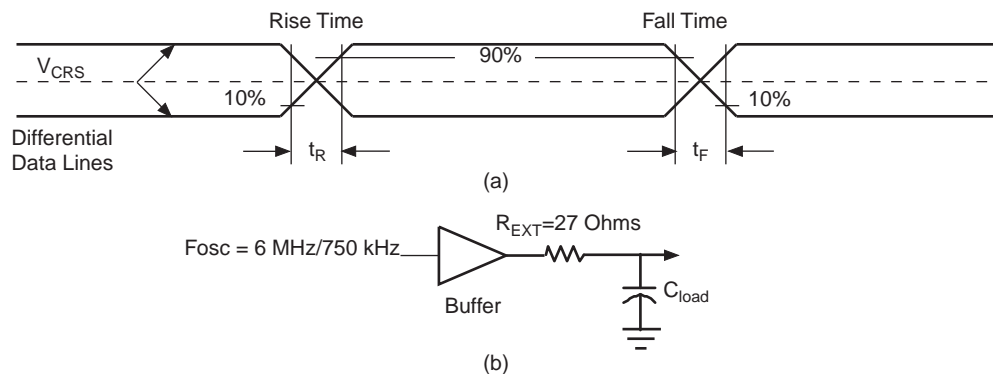 Rise Time
Fall Time
V_CRS
90%
10%
10%
Differential
Data Lines
t_R
t_F
(a)
R_EXT=27 Ohms
Fosc = 6 MHz/750 kHz
C_load
Buffer
(b)